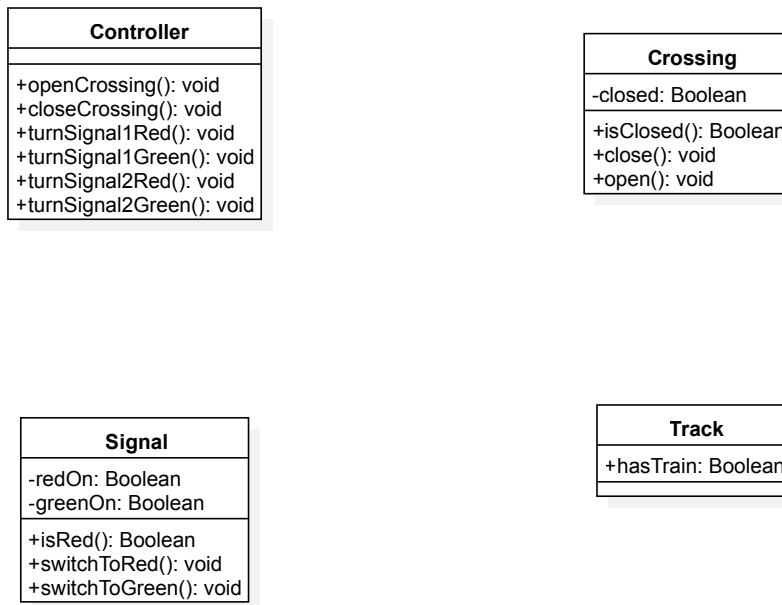 Controller
+openCrossing(): void
+closeCrossing(): void
+turnSignal1Red(): void
+turnSignal1Green(): void
+turnSignal2Red(): void
+turnSignal2Green(): void
Crossing
-closed: Boolean
+isClosed(): Boolean
+close(): void
+open(): void
Signal
-redOn: Boolean
-greenOn: Boolean
+isRed(): Boolean
+switchToRed(): void
+switchToGreen(): void
Track
+hasTrain: Boolean